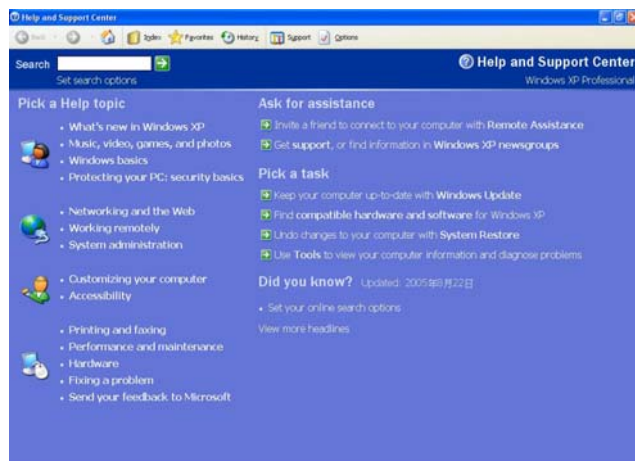 Help and Support Center
Back
Index Favorites History Support Options
Search
Set search options
Help and Support Center
Windows XP Professional
Pick a Help topic
What's new in Windows XP
Music, video, games, and photos
Windows basics
Protecting your PC: security basics
Networking and the Web
Working remotely
System administration
Customizing your computer
Accessibility
Printing and faxing
Performance and maintenance
Hardware
Fixing a problem
Send your feedback to Microsoft
Ask for assistance
Invite a friend to connect to your computer with Remote Assistance
Get support, or find information in Windows XP newsgroups
Pick a task
Keep your computer up-to-date with Windows Update
Find compatible hardware and software for Windows XP
Undo changes to your computer with System Restore
Use Tools to view your computer information and diagnose problems
Did you know? Updated: 2005年8月22日
Set your online search options
View more headlines